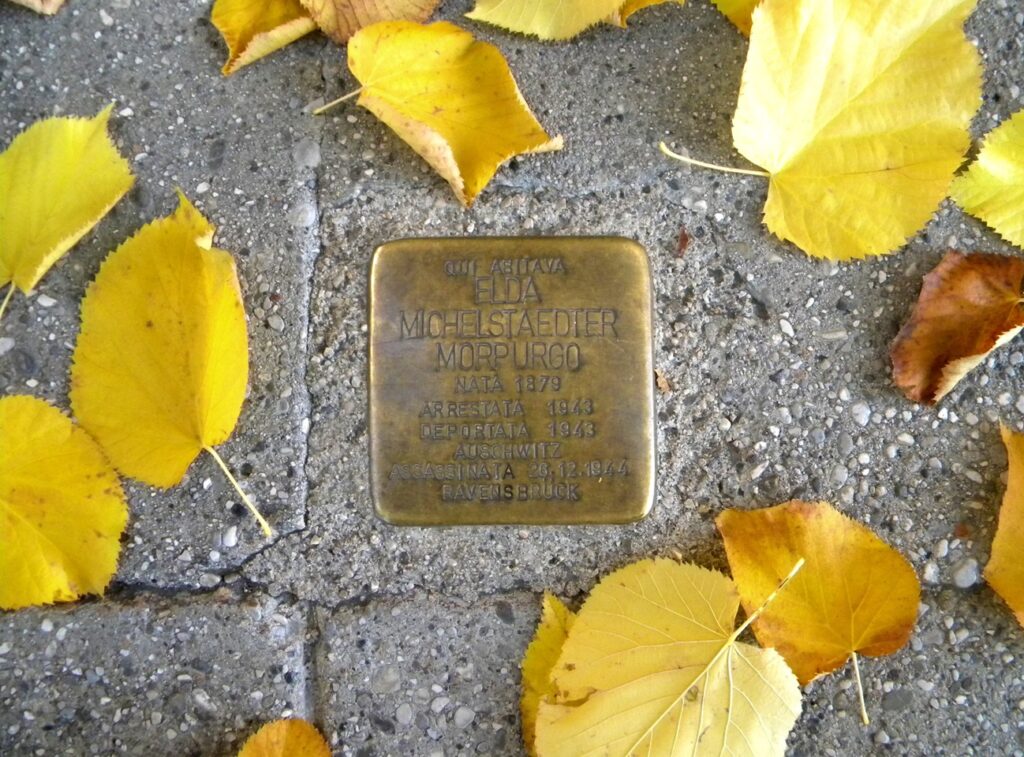 QUI ABITAVA
ELDA
MICHELSTAEDTER
MORPURGO
NATA 1879
ARRESTATA 1943
DEPORTATA 1943
AUSCHWITZ
ASSASSINATA 26.12.1944
RAVENSBRÜCK